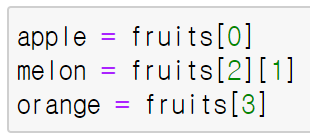 apple = fruits[0]
melon = fruits[2][1]
orange = fruits[3]